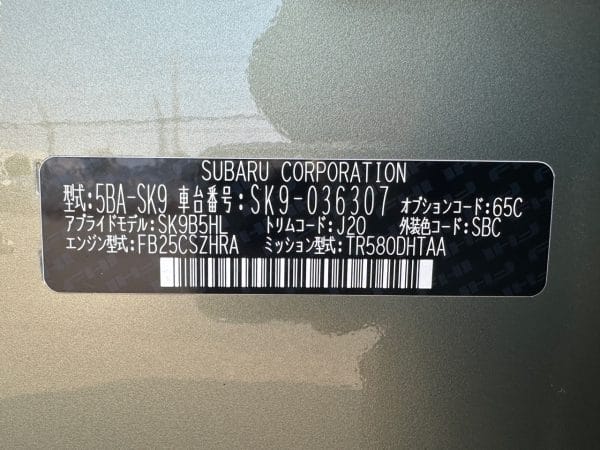 SUBARU CORPORATION
型式:5BA-SK9 車台番号:SK9-036307 オプションコード:65C
アプライドモデル:SK9B5HL トリムコード:J20 外装色コード:SBC
エンジン型式:FB25CSZHRA ミッション型式:TR580DHTAA